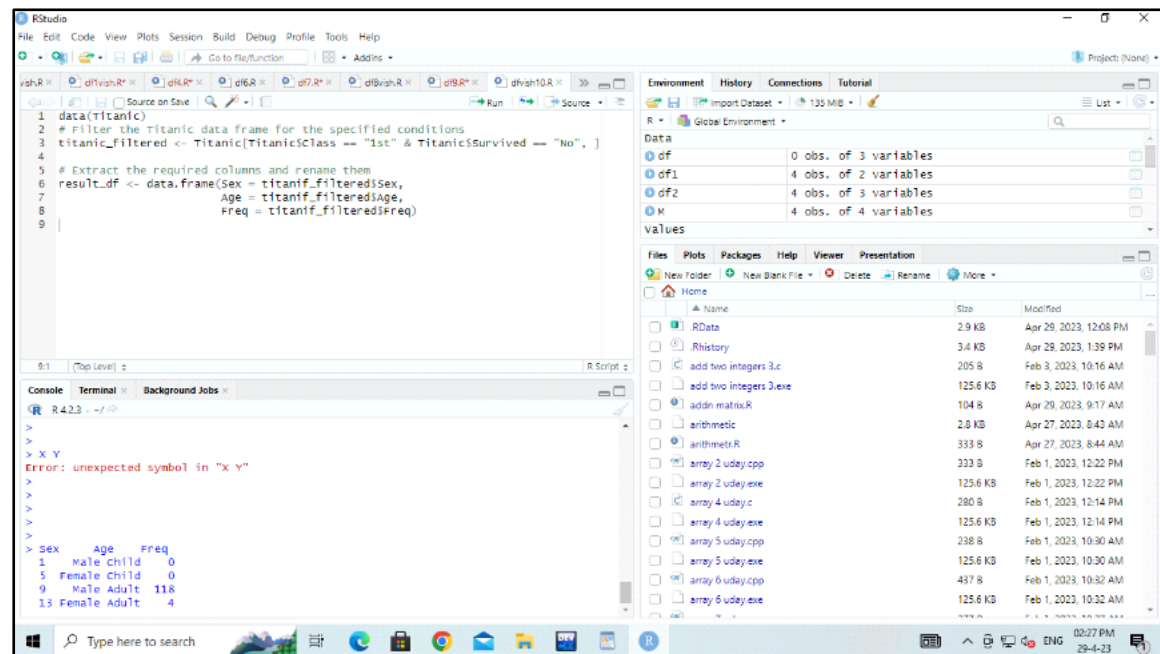 RStudio
File Edit Code View Plots Session Build Debug Profile Tools Help
Go to file/function
Addins
Project: (None)
vish.R
df1vish.R*
df4.R*
df6.R
df7.R*
df8vish.R
df9.R*
dfvish10.R
Source on Save
Run
Source
1 data(Titanic)
2 # Filter the Titanic data frame for the specified conditions
3 titanic_filtered <- Titanic[Titanic$Class == "1st" & Titanic$Survived == "No", ]
4
5 # Extract the required columns and rename them
6 result_df <- data.frame(Sex = titanif_filtered$Sex,
7 Age = titanif_filtered$Age,
8 Freq = titanif_filtered$Freq)
9
9:1 (Top Level) R Script
Console Terminal Background Jobs
R 4.2.3 . ~/
>
>
> X Y
Error: unexpected symbol in "X Y"
>
>
>
>
>
> Sex Age Freq
1 Male Child 0
5 Female Child 0
9 Male Adult 118
13 Female Adult 4
Environment History Connections Tutorial
Import Dataset 135 MiB List
R Global Environment
Data
df 0 obs. of 3 variables
df1 4 obs. of 2 variables
df2 4 obs. of 3 variables
M 4 obs. of 4 variables
values
Files Plots Packages Help Viewer Presentation
New Folder New Blank File Delete Rename More
Home
Name Size Modified
.RData 2.9 KB Apr 29, 2023, 12:08 PM
.Rhistory 3.4 KB Apr 29, 2023, 1:39 PM
add two integers 3.c 205 B Feb 3, 2023, 10:16 AM
add two integers 3.exe 125.6 KB Feb 3, 2023, 10:16 AM
addn matrix.R 104 B Apr 29, 2023, 9:17 AM
arithmetic 2.8 KB Apr 27, 2023, 8:43 AM
arithmetr.R 333 B Apr 27, 2023, 8:44 AM
array 2 uday.cpp 333 B Feb 1, 2023, 12:22 PM
array 2 uday.exe 125.6 KB Feb 1, 2023, 12:22 PM
array 4 uday.c 280 B Feb 1, 2023, 12:14 PM
array 4 uday.exe 125.6 KB Feb 1, 2023, 12:14 PM
array 5 uday.cpp 238 B Feb 1, 2023, 10:30 AM
array 5 uday.exe 125.6 KB Feb 1, 2023, 10:30 AM
array 6 uday.cpp 437 B Feb 1, 2023, 10:32 AM
array 6 uday.exe 125.6 KB Feb 1, 2023, 10:32 AM
Type here to search
DEV
R
ENG
02:27 PM
29-4-23
1